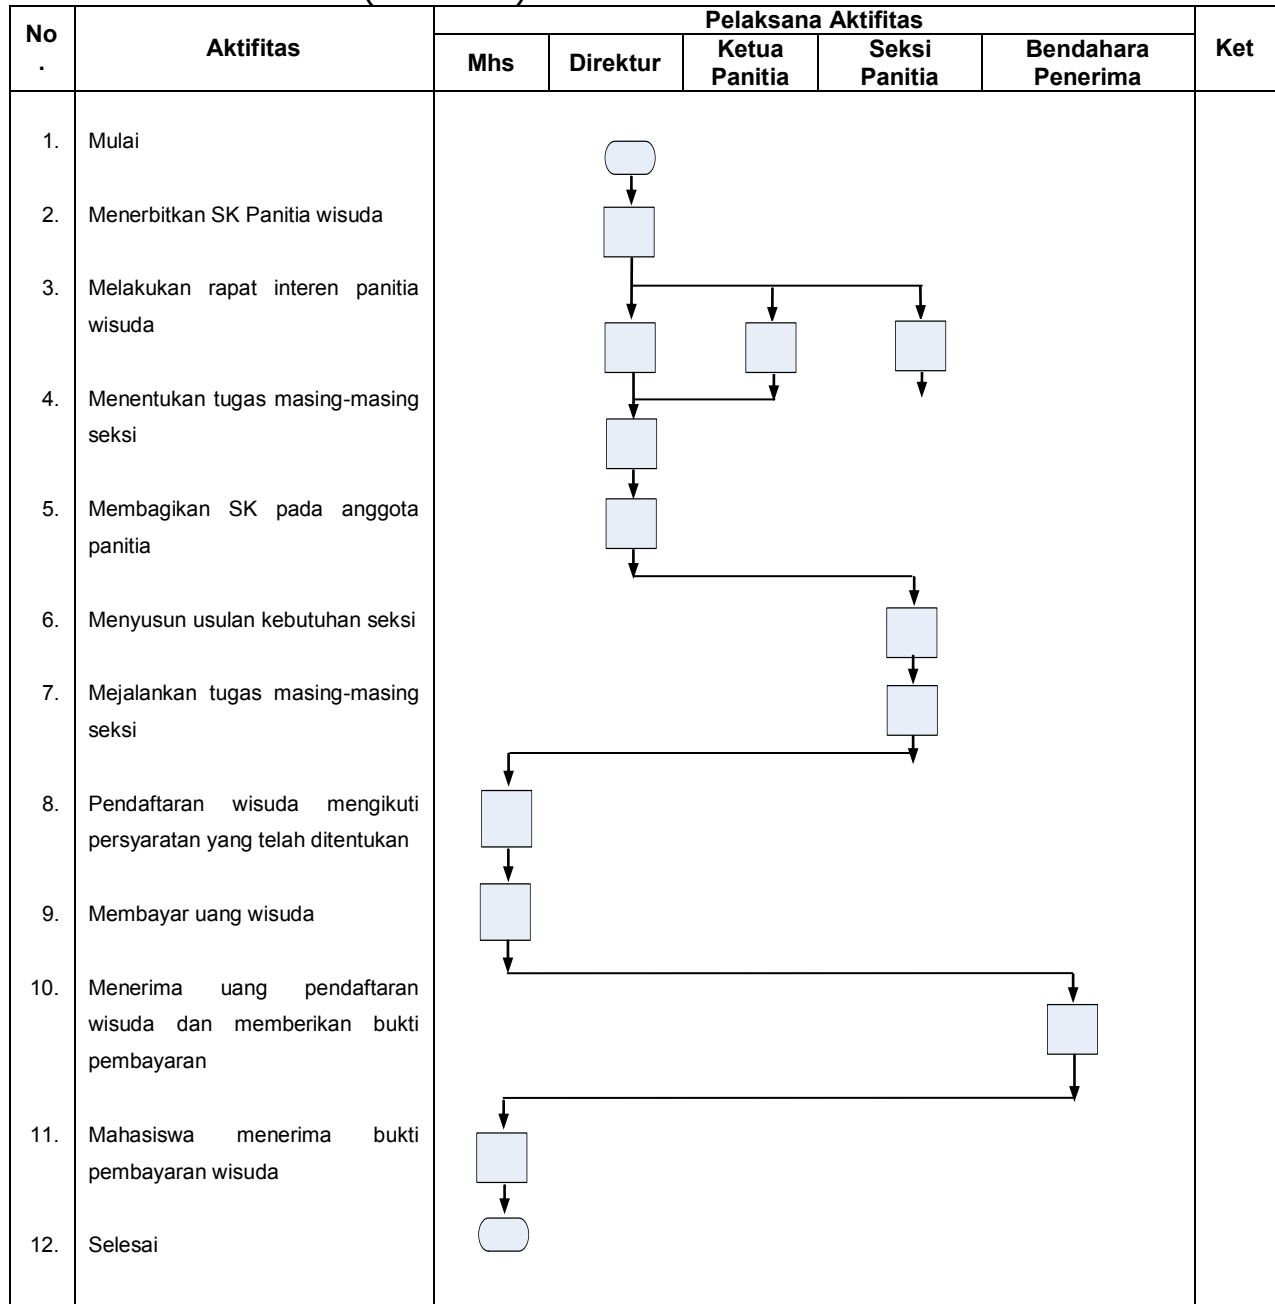 Pelaksana Aktifitas
No
.
Aktifitas
Mhs
Direktur
Ketua
Panitia
Seksi
Panitia
Bendahara
Penerima
Ket
1. Mulai
2. Menerbitkan SK Panitia wisuda
3. Melakukan rapat interen panitia
wisuda
4. Menentukan tugas masing-masing
seksi
5. Membagikan SK pada anggota
panitia
6. Menyusun usulan kebutuhan seksi
7. Mejalankan tugas masing-masing
seksi
8. Pendaftaran wisuda mengikuti
persyaratan yang telah ditentukan
9. Membayar uang wisuda
10. Menerima uang pendaftaran
wisuda dan memberikan bukti
pembayaran
11. Mahasiswa menerima bukti
pembayaran wisuda
12. Selesai